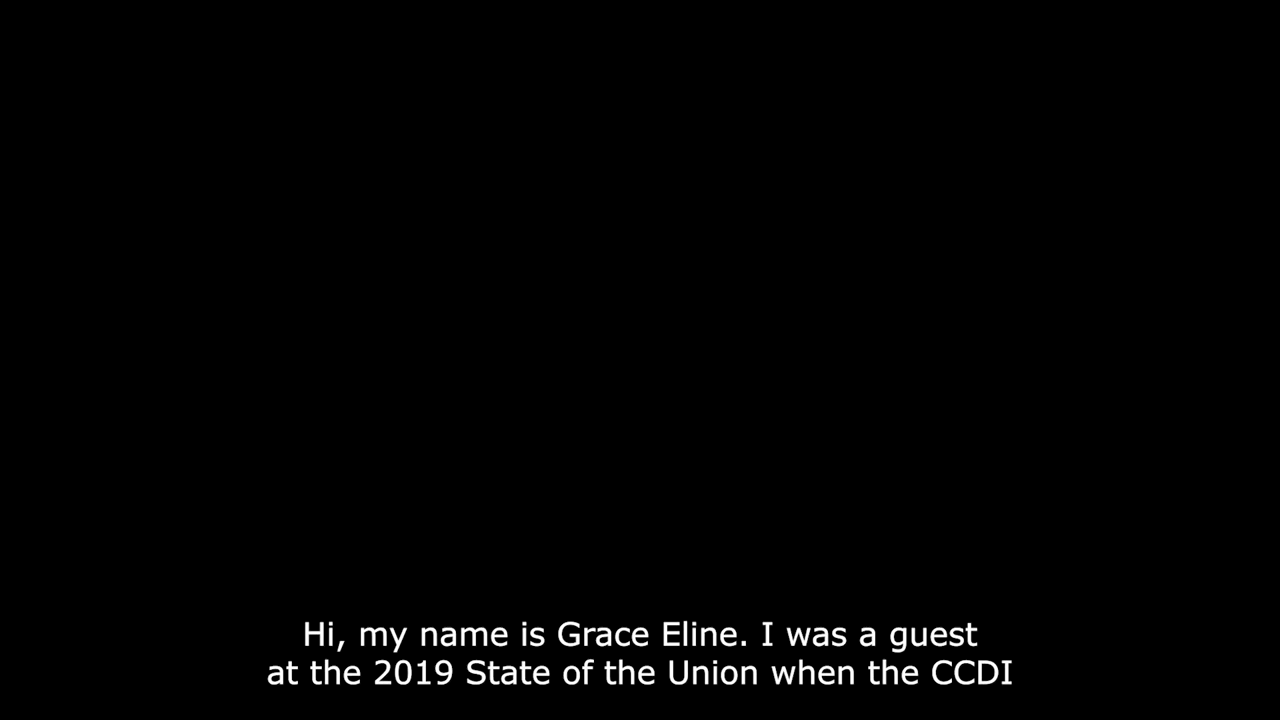 Hi, my name is Grace Eline. I was a guest
at the 2019 State of the Union when the CCDI